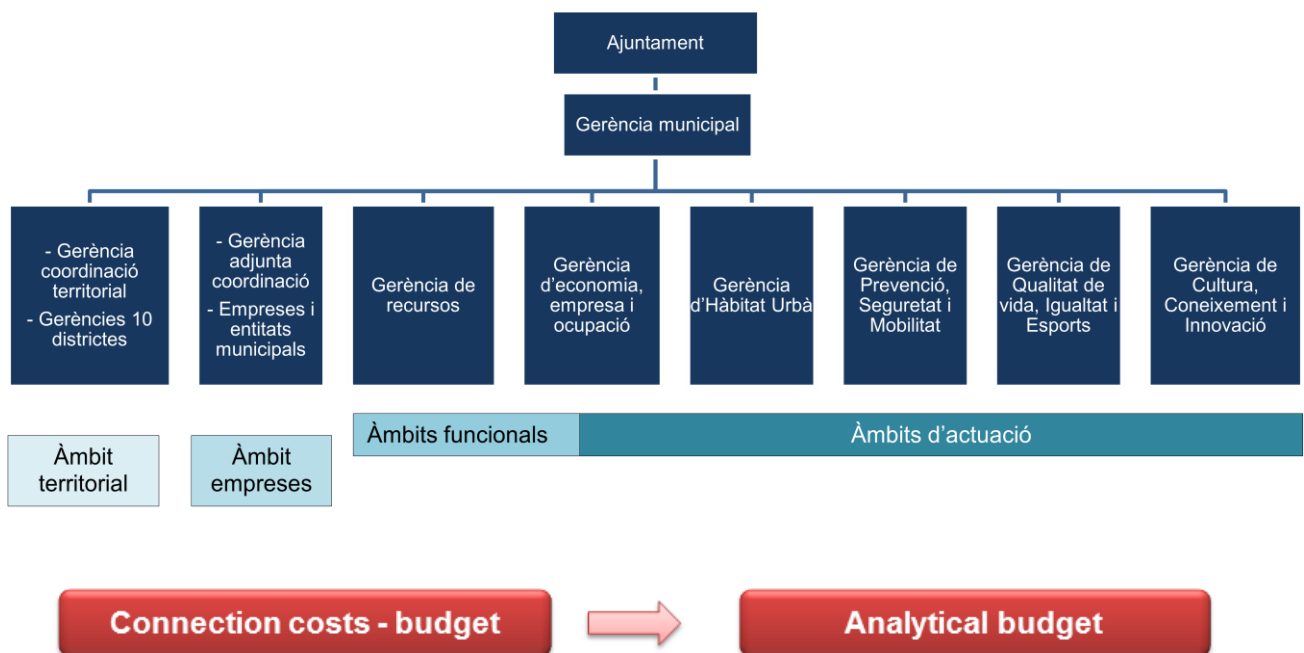 Ajuntament
Gerència municipal
- Gerència
coordinació
territorial
- Gerències 10
districtes
- Gerència
adjunta
coordinació
- Empreses i
entitats
municipals
Gerència de
recursos
Gerència
d’economia,
empresa i
ocupació
Gerència
d’Hàbitat Urbà
Gerència de
Prevenció,
Seguretat i
Mobilitat
Gerència de
Qualitat de
vida, Igualtat i
Esports
Gerència de
Cultura,
Coneixement i
Innovació
Àmbit
territorial
Àmbit
empreses
Àmbits funcionals
Àmbits d’actuació
Connection costs - budget
Analytical budget